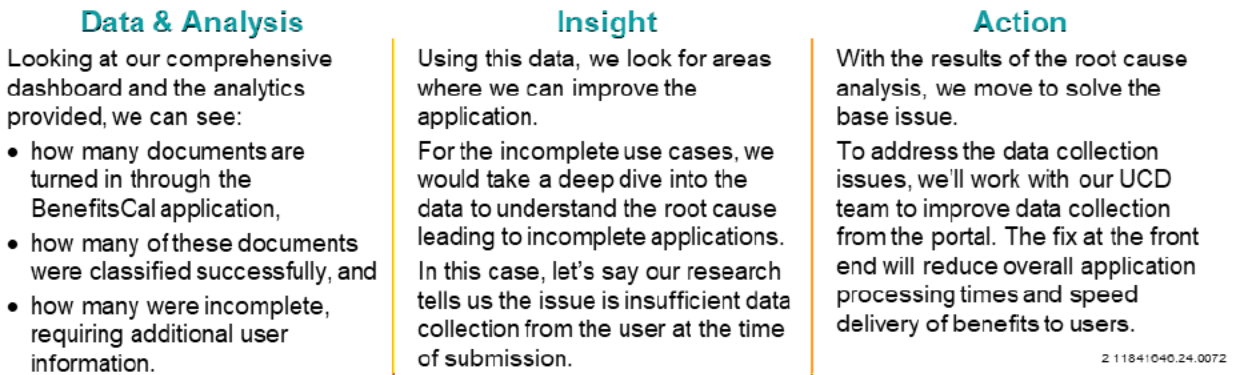 Data & Analysis
Looking at our comprehensive
dashboard and the analytics
provided, we can see:
• how many documents are
turned in through the
BenefitsCal application,
• how many of these documents
were classified successfully, and
• how many were incomplete,
requiring additional user
information.
Insight
Using this data, we look for areas
where we can improve the
application.
For the incomplete use cases, we
would take a deep dive into the
data to understand the root cause
leading to incomplete applications.
In this case, let's say our research
tells us the issue is insufficient data
collection from the user at the time
of submission.
Action
With the results of the root cause
analysis, we move to solve the
base issue.
To address the data collection
issues, we'll work with our UCD
team to improve data collection
from the portal. The fix at the front
end will reduce overall application
processing times and speed
delivery of benefits to users.
2 11841646.24.0072